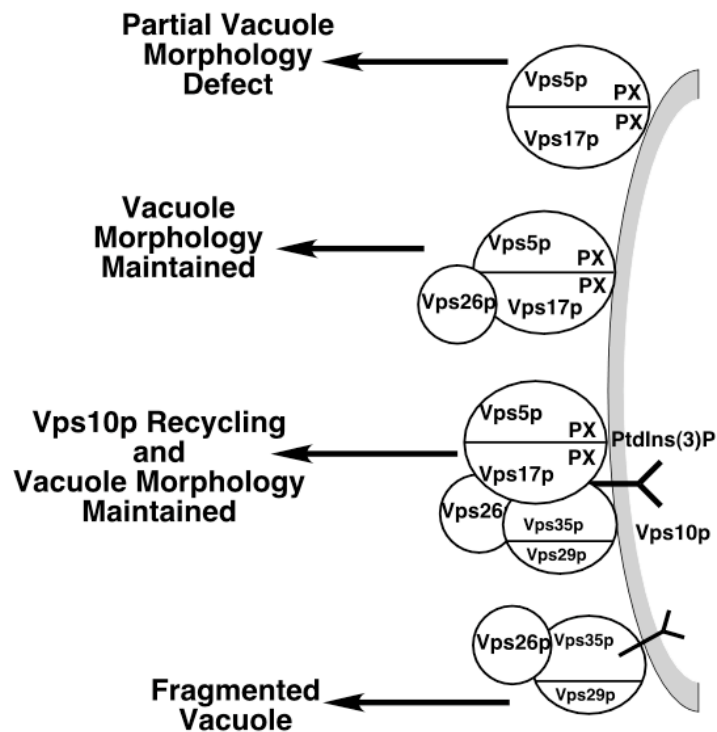 Partial Vacuole
Morphology
Defect
Vps5p
PX
PX
Vps17p
Vacuole
Morphology
Maintained
Vps5p
PX
PX
Vps26p
Vps17p
Vps10p Recycling
and
Vacuole Morphology
Maintained
Vps5p
PX
PtdIns(3)P
PX
Vps17p
Vps26
Vps35p
Vps10p
Vps29p
Vps26p
Vps35p
Vps29p
Fragmented
Vacuole